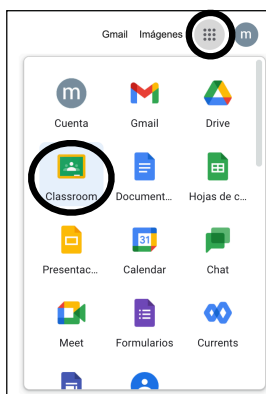 Gmail Imágenes m
m
Cuenta Gmail Drive
Classroom Document... Hojas de c...
31
Presentac... Calendar Chat
Meet Formularios Currents